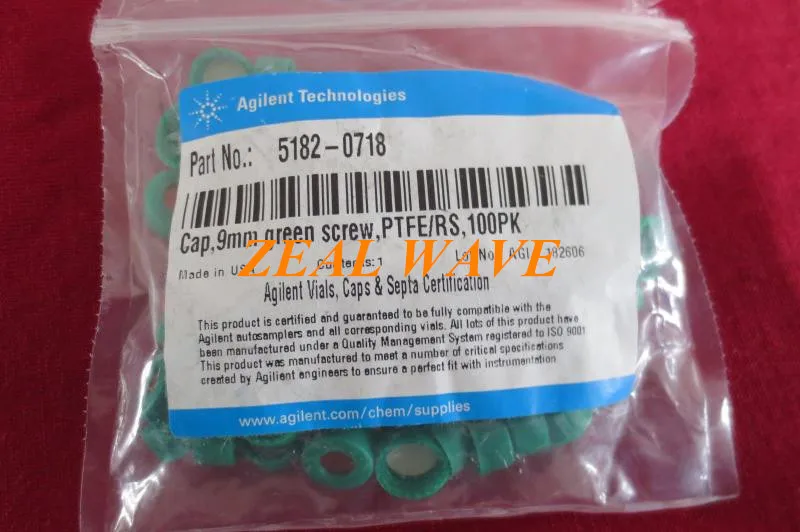 Agilent Technologies
Part No.: 5182-0718
Cap,9mm green screw,PTFE/RS,100PK
Made in Contents:1 Lot No. 182606
ZEAL WAVE
Agilent Vials, Caps & Septa Certification
This product is certified and guaranteed to be fully compatible with the
Agilent autosamplers and all corresponding vials. All lots of this product have
been manufactured under a Quality Management System registered to ISO 9001
This product was manufactured to meet a number of critical specifications
created by Agilent engineers to ensure a perfect fit with instrumentation
www.agilent.com/chem/supplies